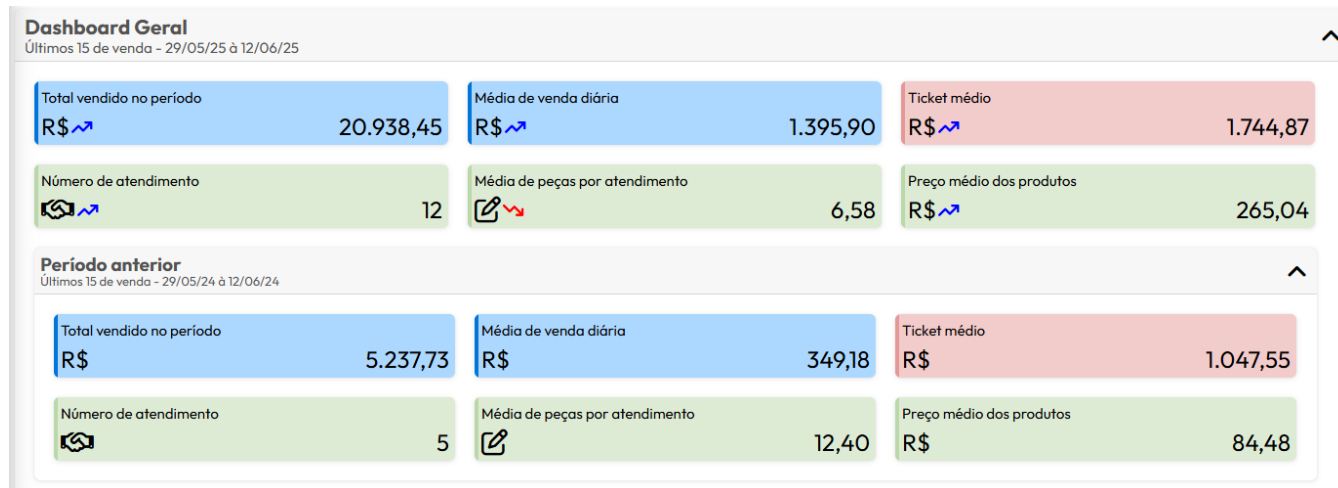 Dashboard Geral
Últimos 15 de venda - 29/05/25 à 12/06/25
Total vendido no período
R$ 20.938,45
Média de venda diária
R$ 1.395,90
Ticket médio
R$ 1.744,87
Número de atendimento
12
Média de peças por atendimento
6,58
Preço médio dos produtos
R$ 265,04
Período anterior
Últimos 15 de venda - 29/05/24 à 12/06/24
Total vendido no período
R$ 5.237,73
Média de venda diária
R$ 349,18
Ticket médio
R$ 1.047,55
Número de atendimento
5
Média de peças por atendimento
12,40
Preço médio dos produtos
R$ 84,48